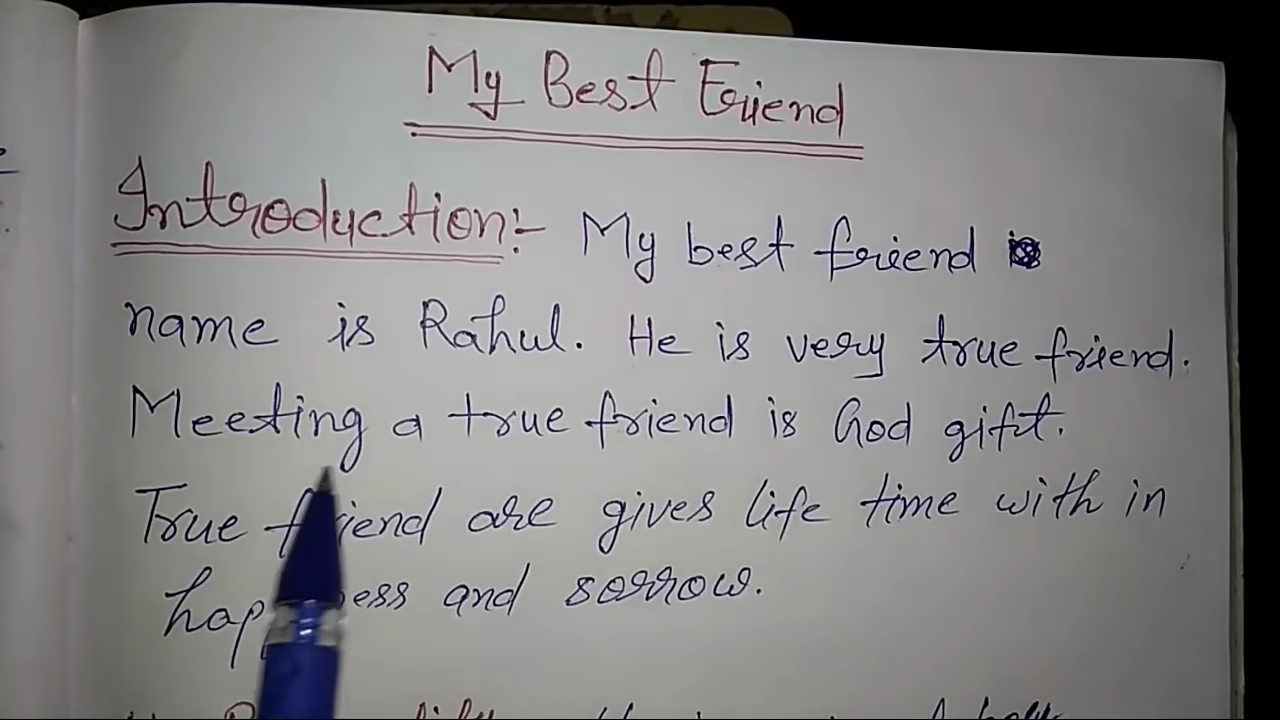 My Best Friend
Introduction:- My best friend
name is Rahul. He is very true friend.
Meeting a true friend is God gift.
True friend are gives life time with in
and sorrow.